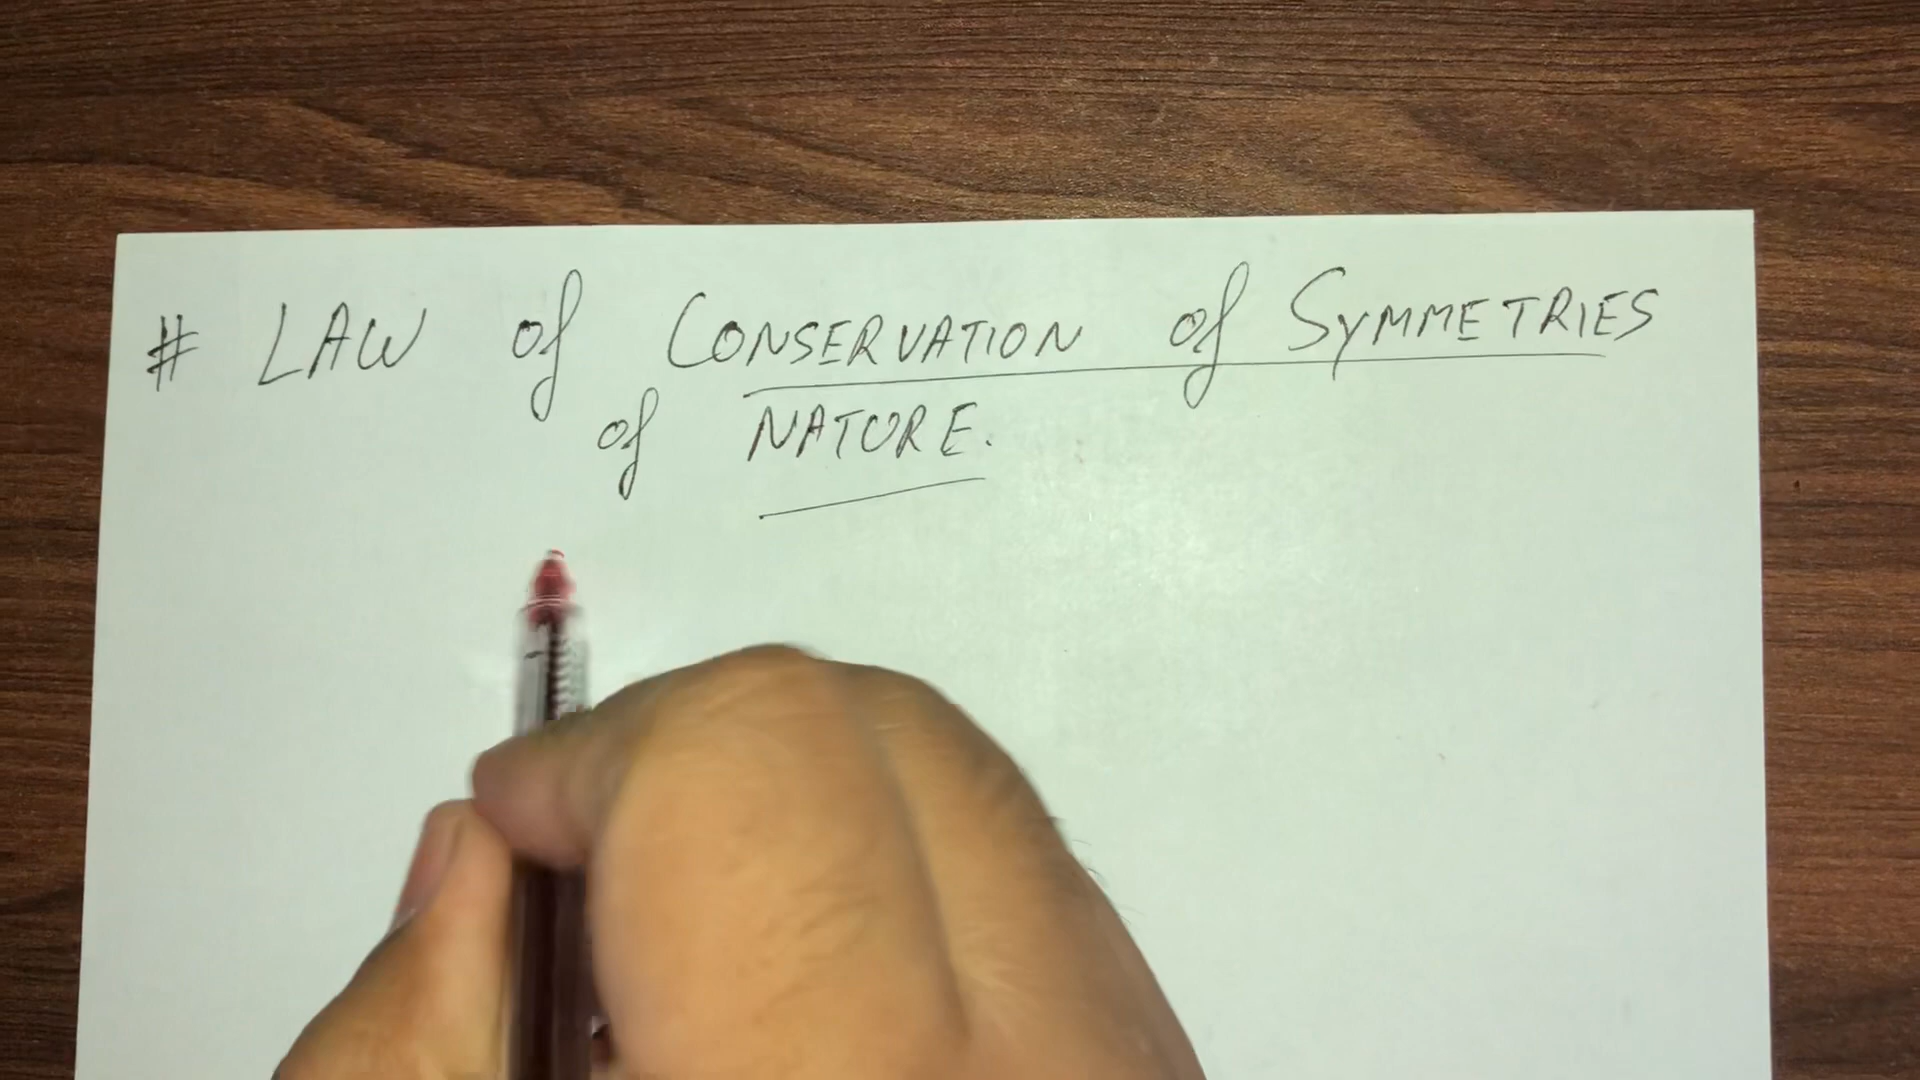 # LAW of CONSERVATION of SYMMETRIES
of NATURE.